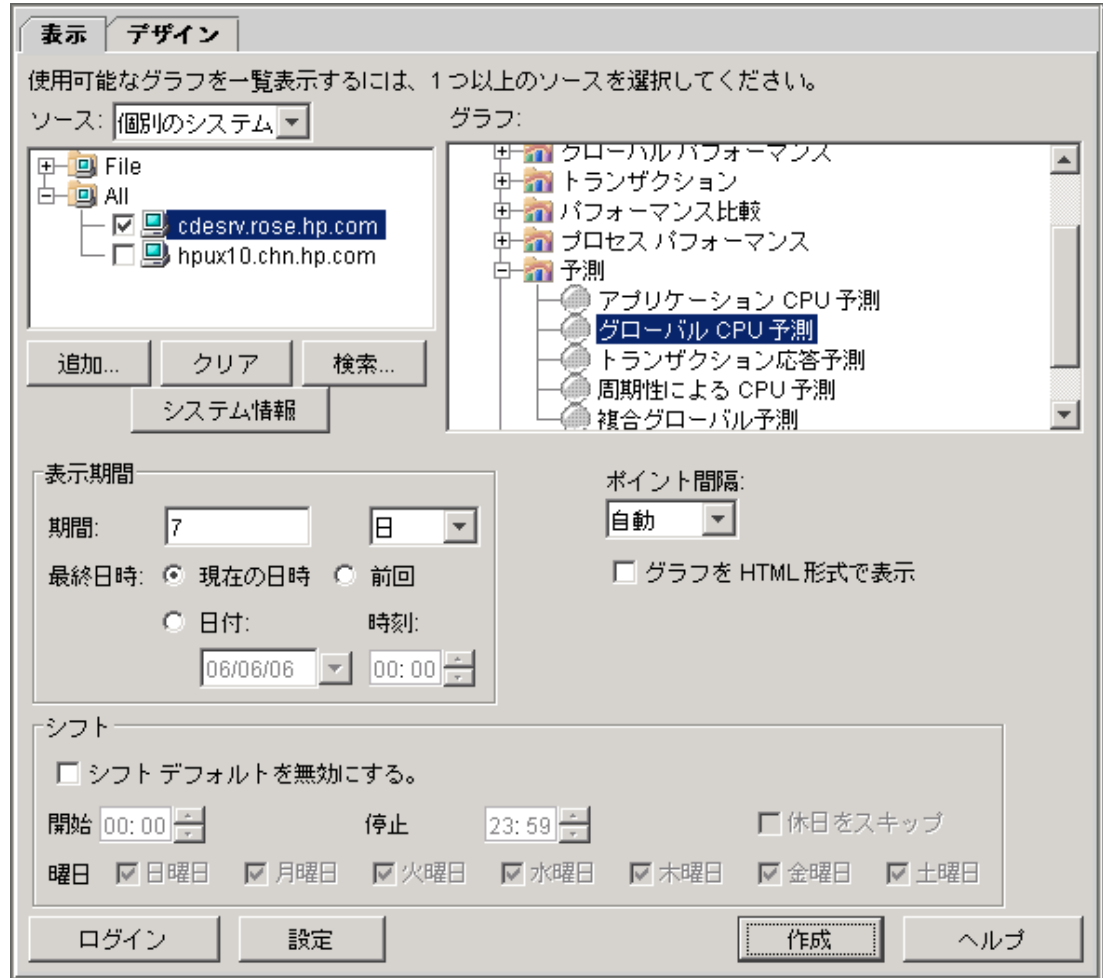 表示 デザイン
使用可能なグラフを一覧表示するには、1つ以上のソースを選択してください。
ソース: 個別のシステム
グラフ:
File
All
cdesrv.rose.hp.com
hpux10.chn.hp.com
グローバル パフォーマンス
トランザクション
パフォーマンス比較
プロセス パフォーマンス
予測
アプリケーション CPU 予測
グローバル CPU 予測
トランザクション応答予測
周期性による CPU 予測
複合グローバル予測
追加... クリア 検索...
システム情報
表示期間
期間: 7 日
最終日時: 現在の日時 前回
日付: 時刻:
06/06/06 00:00
ポイント間隔:
自動
グラフを HTML 形式で表示
シフト
シフト デフォルトを無効にする。
開始 00:00 停止 23:59 休日をスキップ
曜日 日曜日 月曜日 火曜日 水曜日 木曜日 金曜日 土曜日
ログイン 設定 作成 ヘルプ